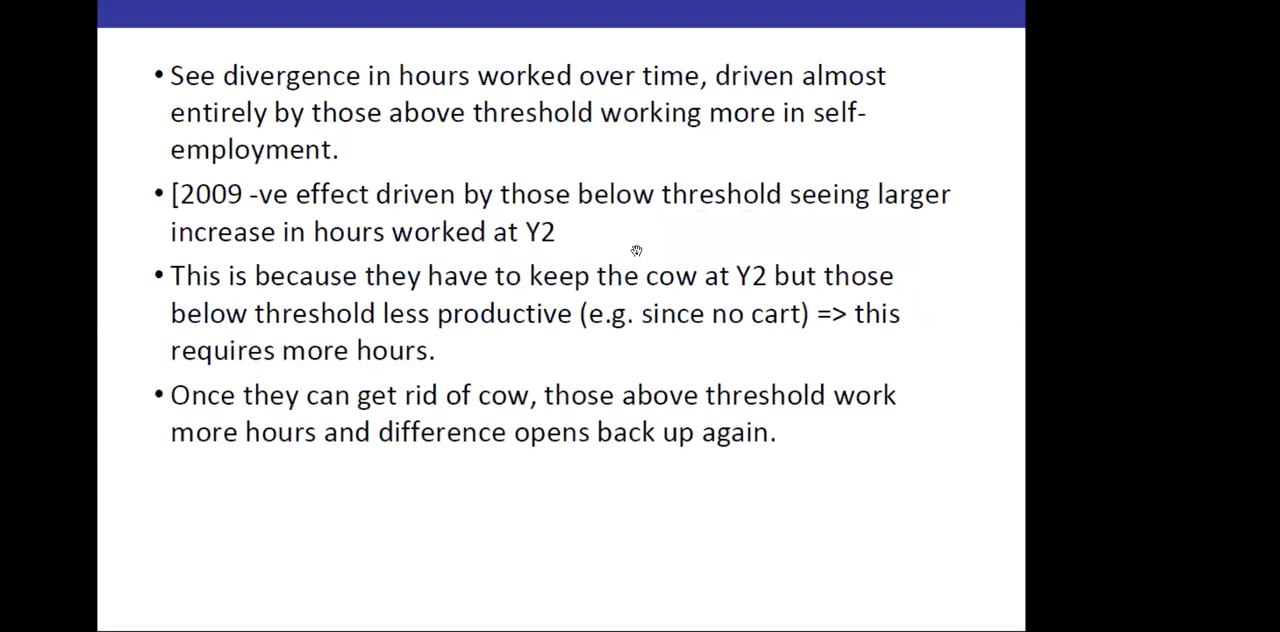 • See divergence in hours worked over time, driven almost
entirely by those above threshold working more in self-
employment.
• [2009 -ve effect driven by those below threshold seeing larger
increase in hours worked at Y2
• This is because they have to keep the cow at Y2 but those
below threshold less productive (e.g. since no cart) => this
requires more hours.
• Once they can get rid of cow, those above threshold work
more hours and difference opens back up again.